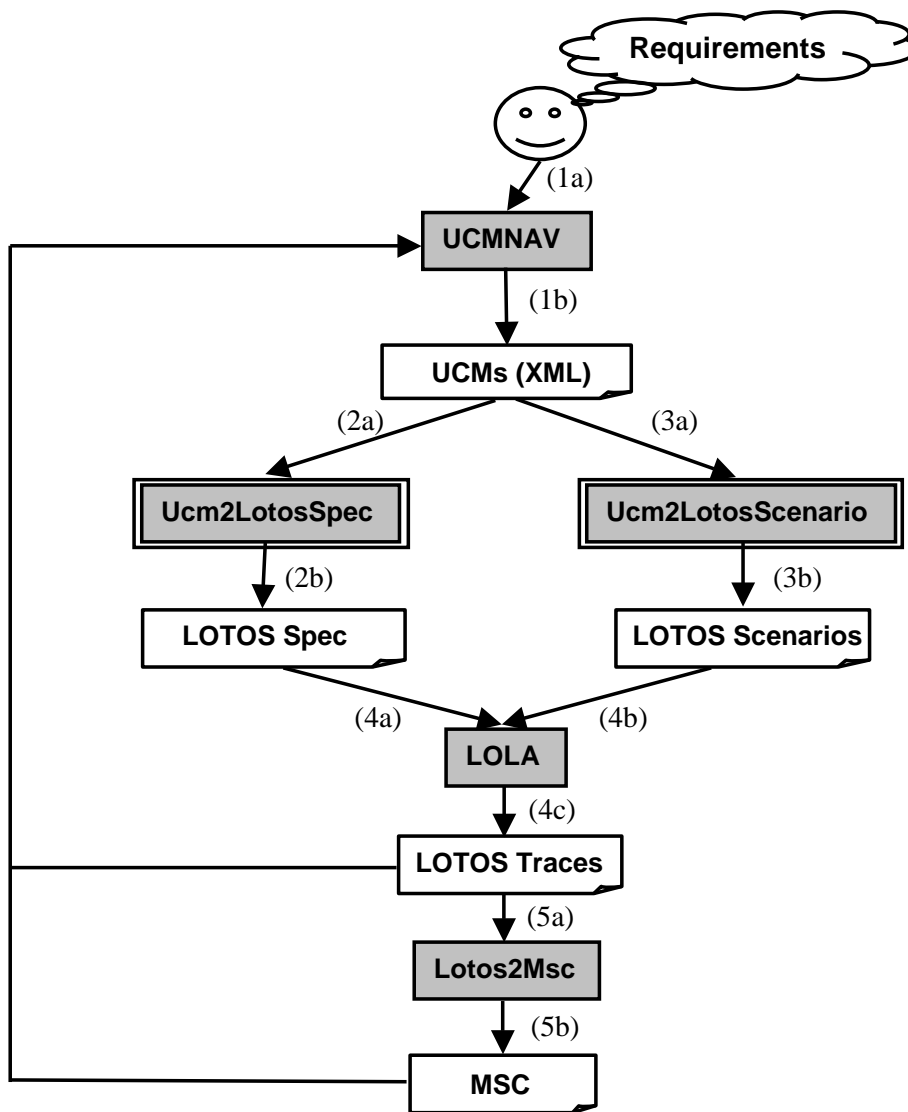 Requirements
(1a)
UCMNAV
(1b)
UCMs (XML)
(2a)
(3a)
Ucm2LotosSpec
Ucm2LotosScenario
(2b)
(3b)
LOTOS Spec
LOTOS Scenarios
(4a)
(4b)
LOLA
(4c)
LOTOS Traces
(5a)
Lotos2Msc
(5b)
MSC